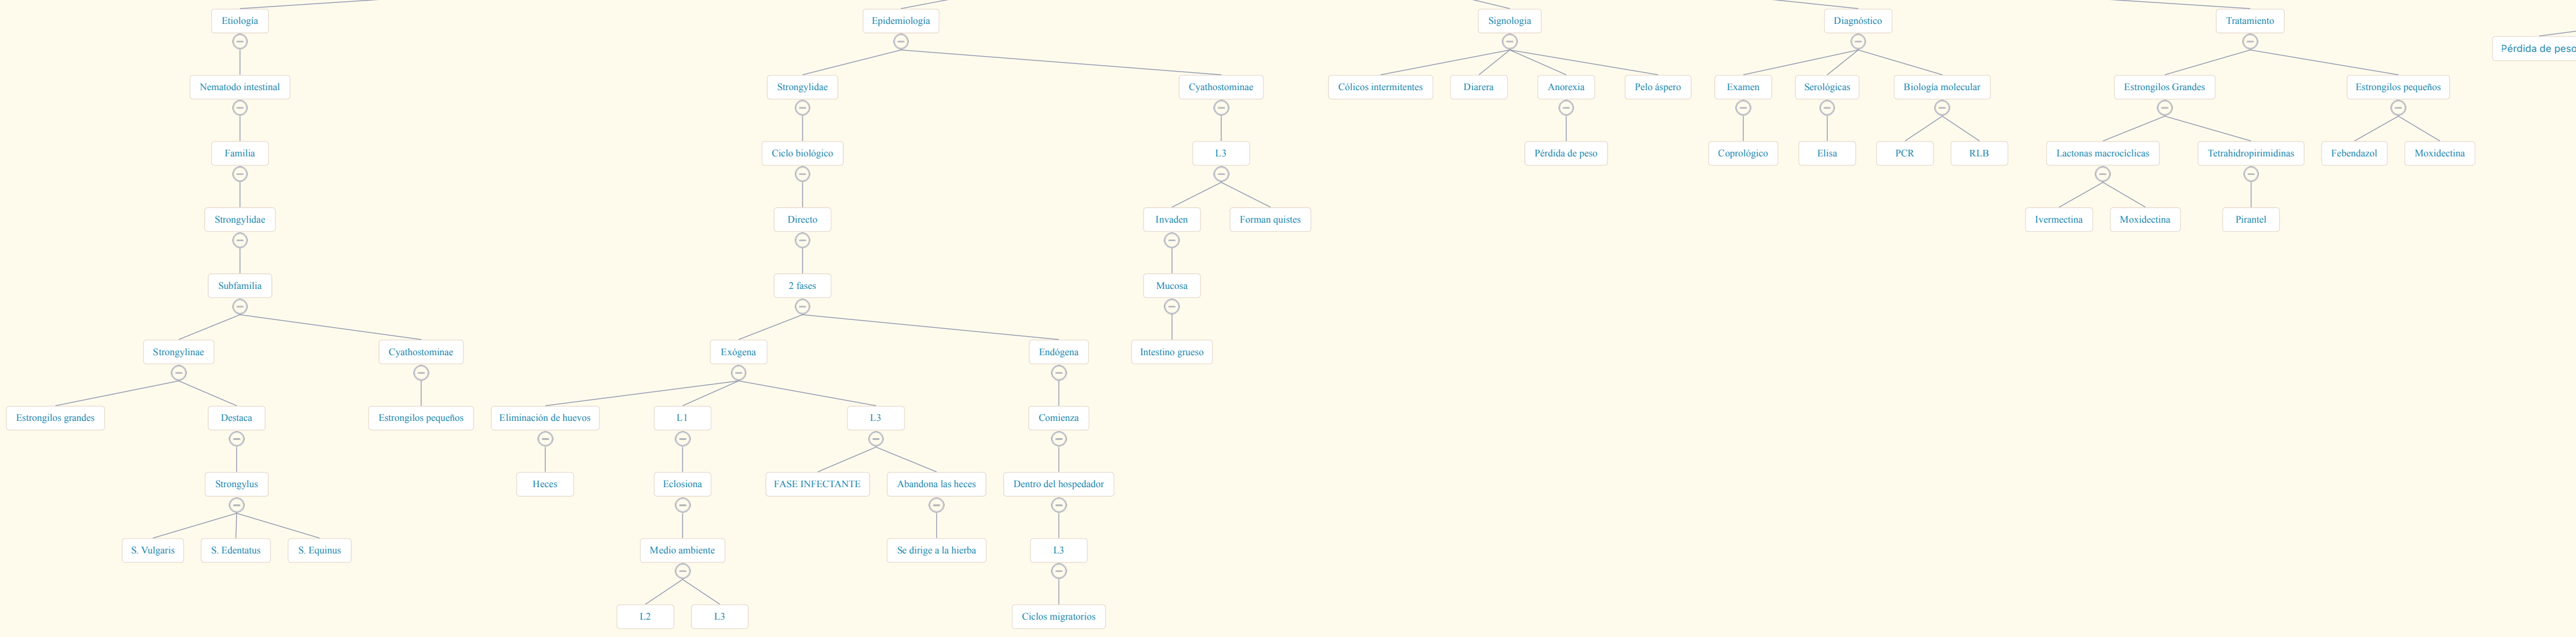 Etiología
Epidemiología
Signologia
Diagnóstico
Tratamiento
Pérdida de peso
Nematodo intestinal
Strongylidae
Cyathostominae
Cólicos intermitentes
Diarera
Anorexia
Pelo áspero
Examen
Serológicas
Biología molecular
Estrongilos Grandes
Estrongilos pequeños
Familia
Ciclo biológico
L3
Pérdida de peso
Coprológico
Elisa
PCR
RLB
Lactonas macrocíclicas
Tetrahidropirimidinas
Febendazol
Moxidectina
Strongylidae
Directo
Invaden
Forman quistes
Ivermectina
Moxidectina
Pirantel
Subfamilia
2 fases
Mucosa
Strongylinae
Cyathostominae
Exógena
Endógena
Intestino grueso
Estrongilos grandes
Destaca
Estrongilos pequeños
Eliminación de huevos
L1
L3
Comienza
Strongylus
Heces
Eclosiona
FASE INFECTANTE
Abandona las heces
Dentro del hospedador
S. Vulgaris
S. Edentatus
S. Equinus
Medio ambiente
Se dirige a la hierba
L3
L2
L3
Ciclos migratorios